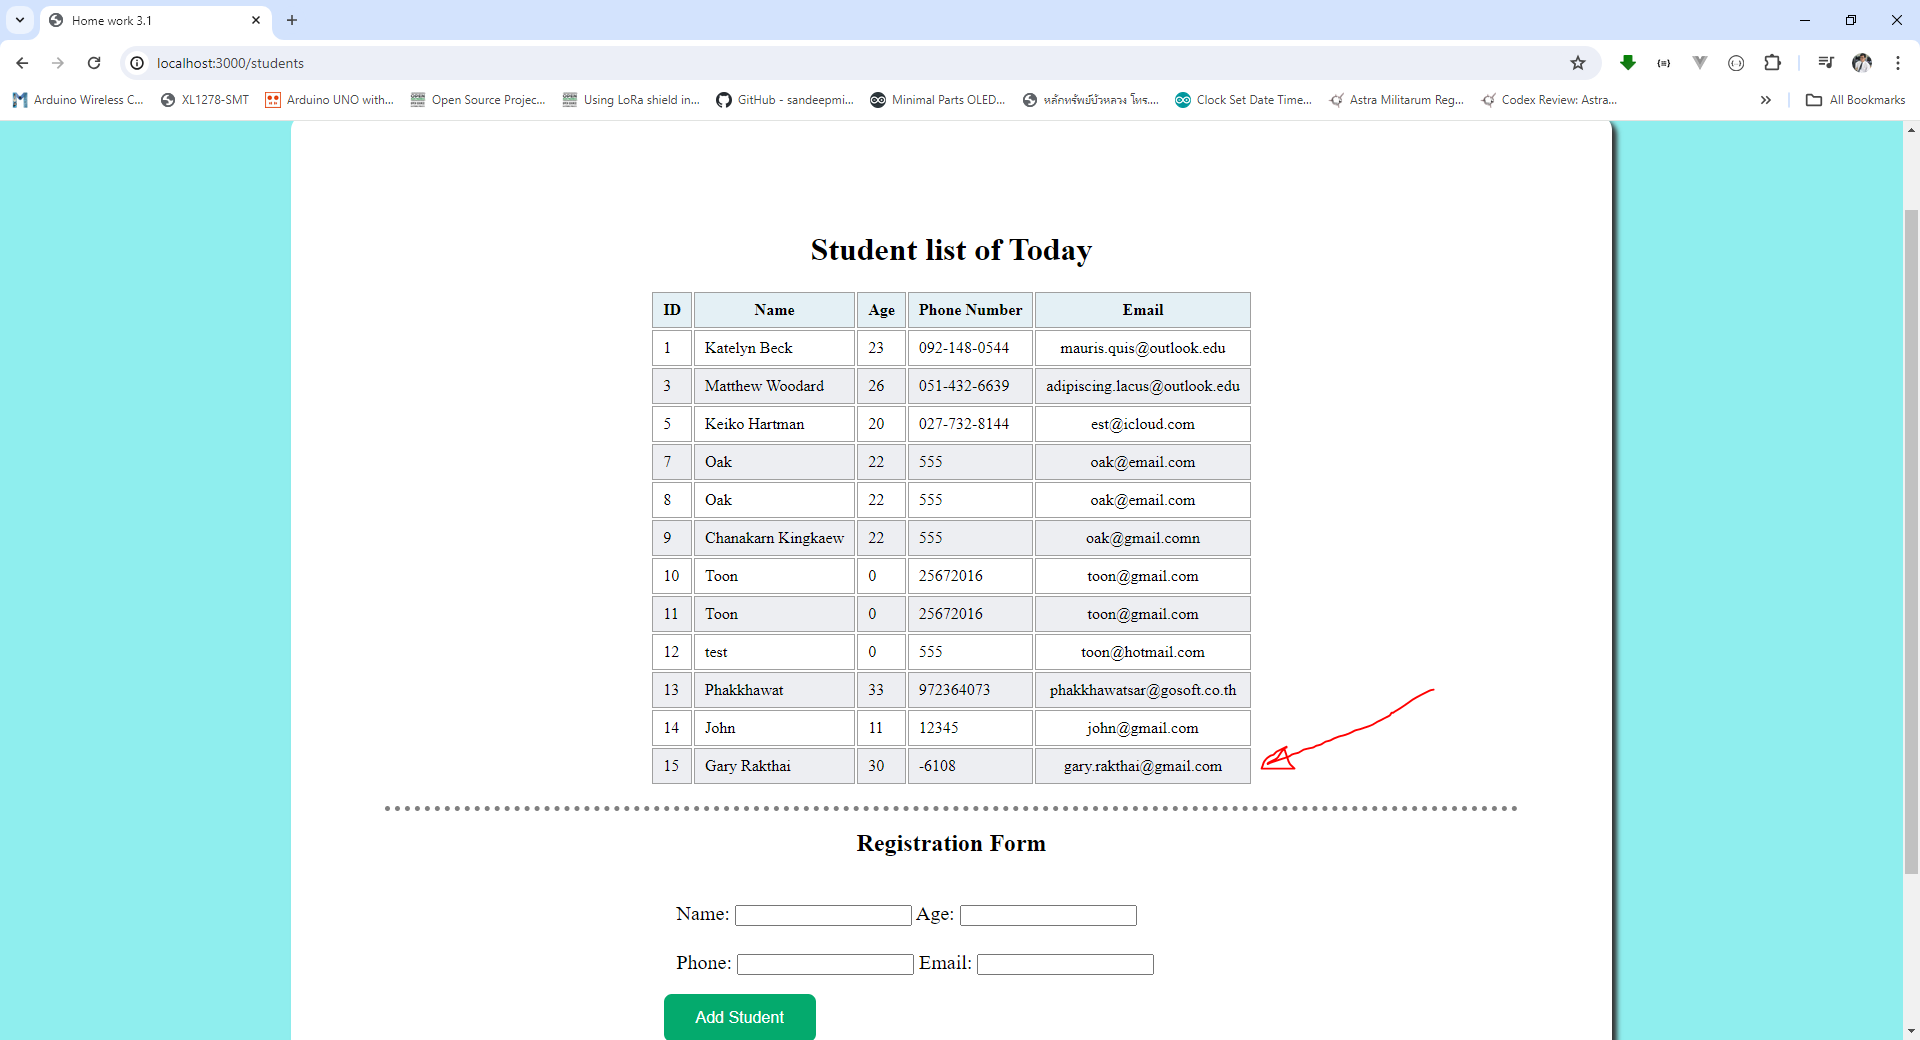 Home work 3.1
localhost:3000/students
Arduino Wireless C... XL1278-SMT Arduino UNO with... Open Source Projec... Using LoRa shield in... GitHub - sandeepmi... Minimal Parts OLED... หลักทรัพย์บัวหลวง โทร.... Clock Set Date Time... Astra Militarum Reg... Codex Review: Astra... All Bookmarks
Student list of Today
ID Name Age Phone Number Email
1 Katelyn Beck 23 092-148-0544 mauris.quis@outlook.edu
3 Matthew Woodard 26 051-432-6639 adipiscing.lacus@outlook.edu
5 Keiko Hartman 20 027-732-8144 est@icloud.com
7 Oak 22 555 oak@email.com
8 Oak 22 555 oak@email.com
9 Chanakarn Kingkaew 22 555 oak@gmail.comn
10 Toon 0 25672016 toon@gmail.com
11 Toon 0 25672016 toon@gmail.com
12 test 0 555 toon@hotmail.com
13 Phakkhawat 33 972364073 phakkhawatsar@gosoft.co.th
14 John 11 12345 john@gmail.com
15 Gary Rakthai 30 -6108 gary.rakthai@gmail.com
Registration Form
Name: Age:
Phone: Email:
Add Student